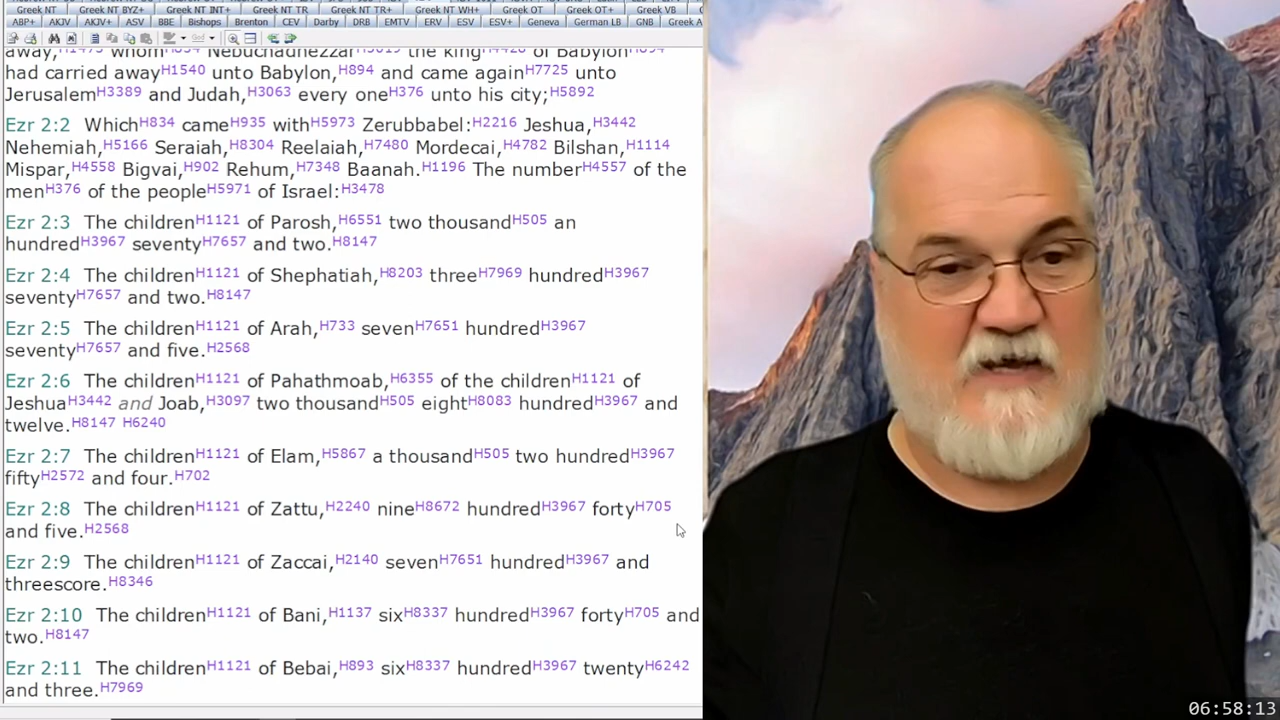 Greek NT Greek NT BYZ+ Greek NT INT+ Greek NT TR Greek NT TR+ Greek NT WH+ Greek OT Greek OT+ Greek VB
ABP+ AKJV AKJV+ ASV BBE Bishops Brenton CEV Darby DRB EMTV ERV ESV ESV+ Geneva German LB GNB Greek A
away,H1473 whomH834 NebuchadnezzarH5019 the kingH4428 of BabylonH894
had carried awayH1540 unto Babylon,H894 and came againH7725 unto
JerusalemH3389 and Judah,H3063 every oneH376 unto his city;H5892
Ezr 2:2 WhichH834 cameH935 withH5973 Zerubbabel:H2216 Jeshua,H3442
Nehemiah,H5166 Seraiah,H8304 Reelaiah,H7480 Mordecai,H4782 Bilshan,H1114
Mispar,H4558 Bigvai,H902 Rehum,H7348 Baanah.H1196 The numberH4557 of the
menH376 of the peopleH5971 of Israel:H3478
Ezr 2:3 The childrenH1121 of Parosh,H6551 two thousandH505 an
hundredH3967 seventyH7657 and two.H8147
Ezr 2:4 The childrenH1121 of Shephatiah,H8203 threeH7969 hundredH3967
seventyH7657 and two.H8147
Ezr 2:5 The childrenH1121 of Arah,H733 sevenH7651 hundredH3967
seventyH7657 and five.H2568
Ezr 2:6 The childrenH1121 of Pahathmoab,H6355 of the childrenH1121 of
JeshuaH3442 and Joab,H3097 two thousandH505 eightH8083 hundredH3967 and
twelve.H8147 H6240
Ezr 2:7 The childrenH1121 of Elam,H5867 a thousandH505 two hundredH3967
fiftyH2572 and four.H702
Ezr 2:8 The childrenH1121 of Zattu,H2240 nineH8672 hundredH3967 fortyH705
and five.H2568
Ezr 2:9 The childrenH1121 of Zaccai,H2140 sevenH7651 hundredH3967 and
threescore.H8346
Ezr 2:10 The childrenH1121 of Bani,H1137 sixH8337 hundredH3967 fortyH705 and
two.H8147
Ezr 2:11 The childrenH1121 of Bebai,H893 sixH8337 hundredH3967 twentyH6242
and three.H7969
06:58:13